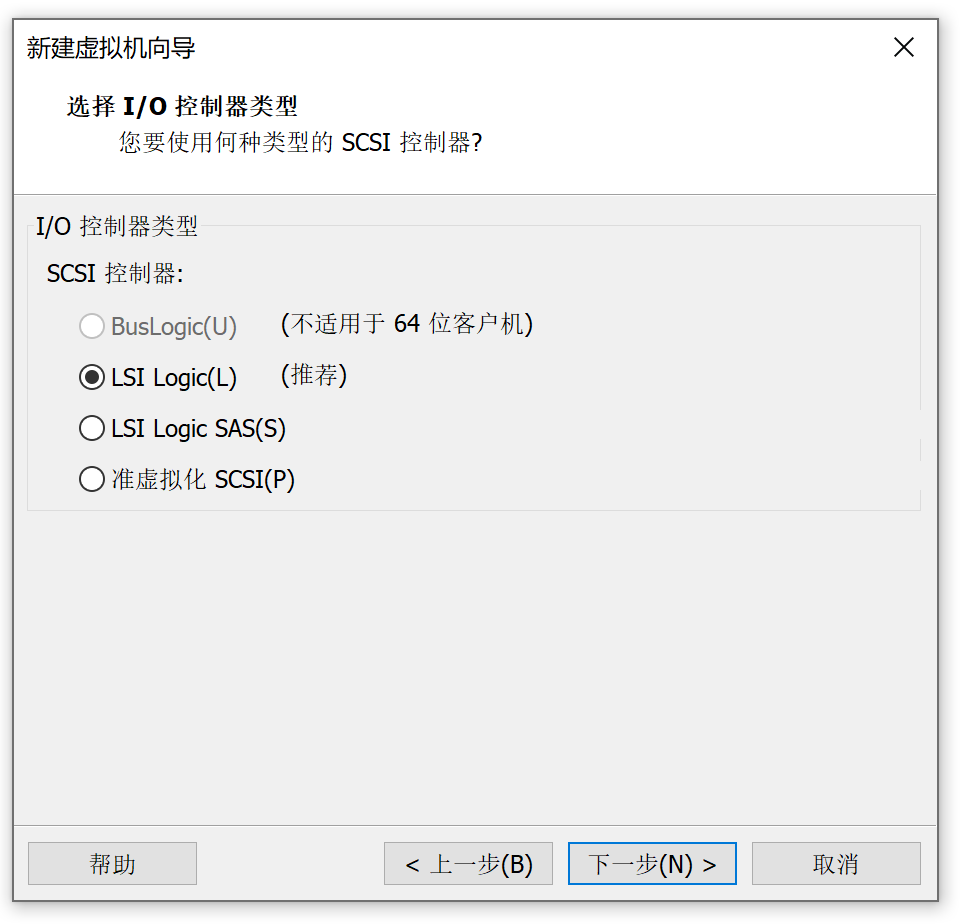 新建虚拟机向导
选择 I/O 控制器类型
您要使用何种类型的 SCSI 控制器?
I/O 控制器类型
SCSI 控制器:
BusLogic(U) (不适用于 64 位客户机)
LSI Logic(L) (推荐)
LSI Logic SAS(S)
准虚拟化 SCSI(P)
帮助 < 上一步(B) 下一步(N) > 取消